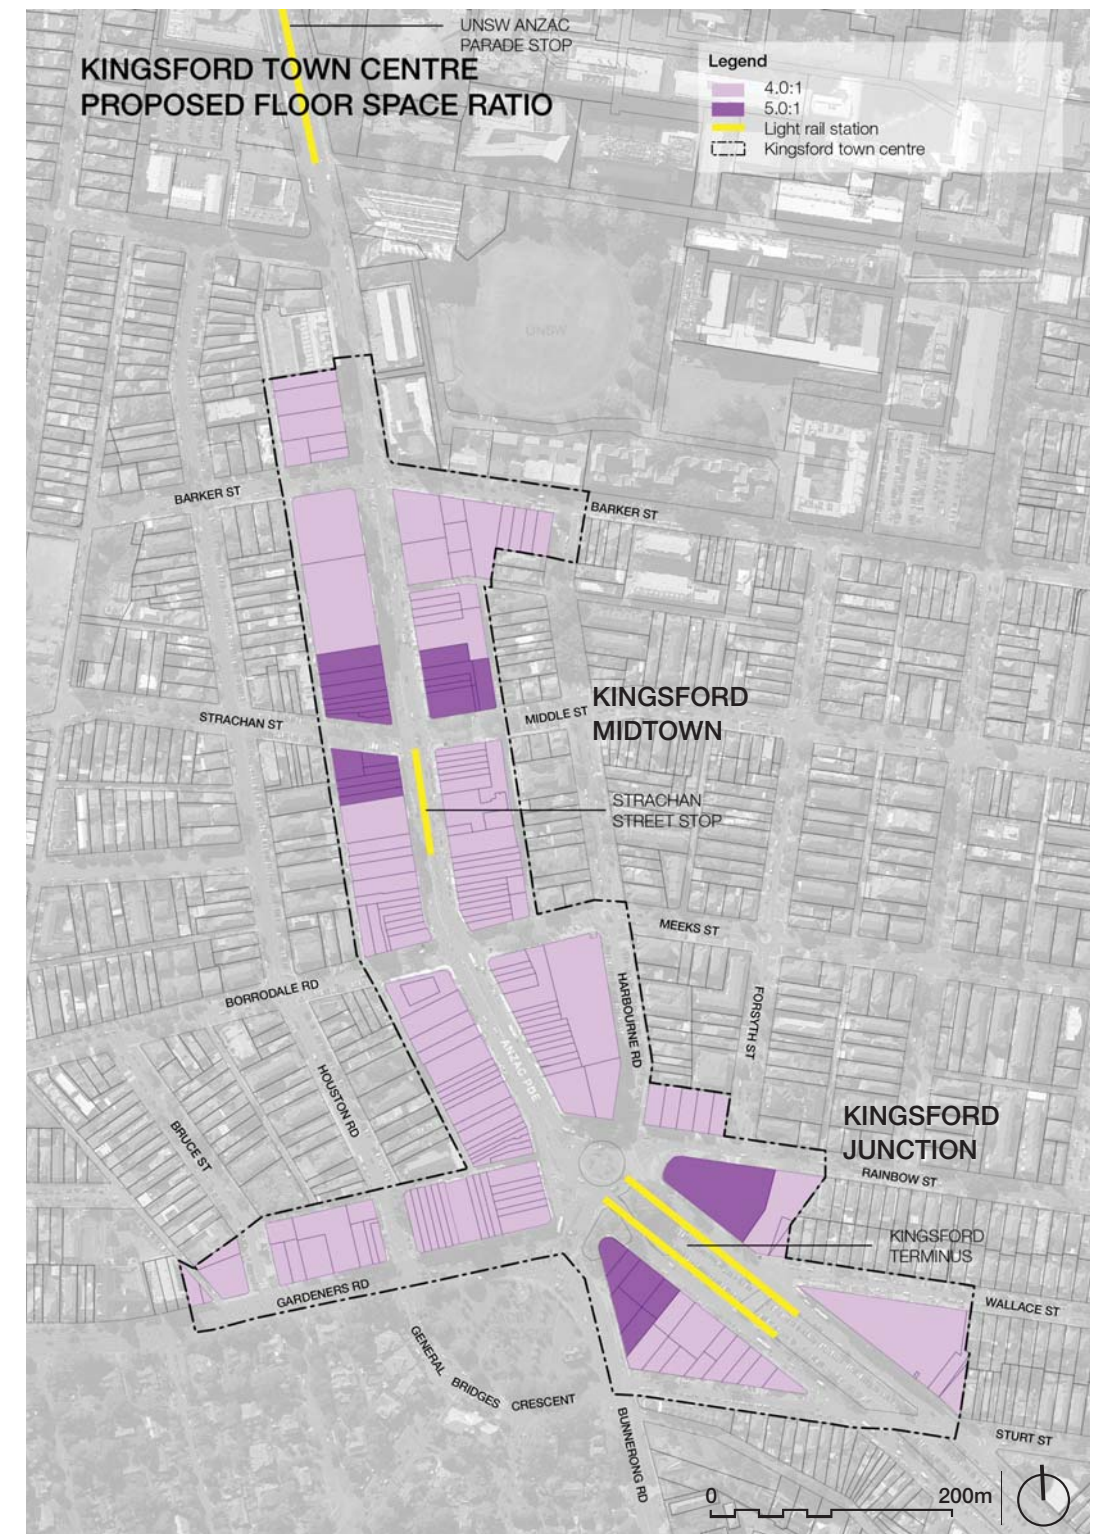 UNSW ANZAC
PARADE STOP
KINGSFORD TOWN CENTRE
PROPOSED FLOOR SPACE RATIO
Legend
4.0:1
5.0:1
Light rail station
Kingsford town centre
UNSW
BARKER ST
BARKER ST
STRACHAN ST
MIDDLE ST
KINGSFORD
MIDTOWN
STRACHAN
STREET STOP
MEEKS ST
BORRODALE RD
HARBOURNE RD
FORSYTH ST
ANZAC PDE
HOUSTON RD
BRUCE ST
KINGSFORD
JUNCTION
RAINBOW ST
KINGSFORD
TERMINUS
GARDENERS RD
WALLACE ST
GENERAL
BRIDGES
CRESCENT
BUNNERONG RD
STURT ST
0
200m